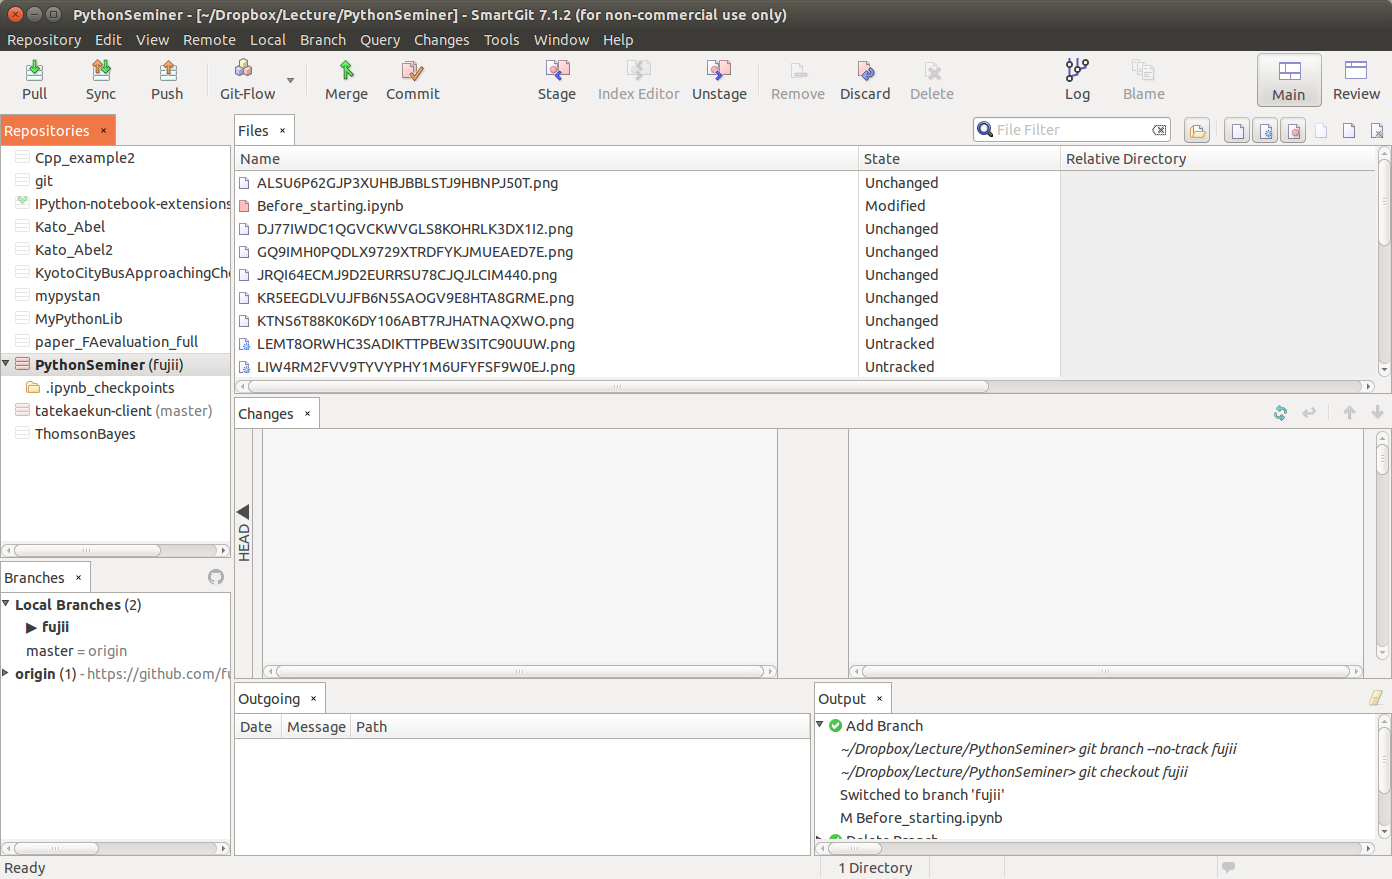 PythonSeminer - [~/Dropbox/Lecture/PythonSeminer] - SmartGit 7.1.2 (for non-commercial use only)
Repository Edit View Remote Local Branch Query Changes Tools Window Help
Pull Sync Push Git-Flow Merge Commit Stage Index Editor Unstage Remove Discard Delete Log Blame Main Review
Repositories
Cpp_example2
git
IPython-notebook-extensions
Kato_Abel
Kato_Abel2
KyotoCityBusApproachingChe
mypystan
MyPythonLib
paper_FAevaluation_full
PythonSeminer (fujii)
.ipynb_checkpoints
tatekaekun-client (master)
ThomsonBayes
Branches
Local Branches (2)
fujii
master = origin
origin (1) - https://github.com/fu
Files
File Filter
Name State Relative Directory
ALSU6P62GJP3XUHBJBBLSTJ9HBNPJ50T.png Unchanged
Before_starting.ipynb Modified
DJ77IWDC1QGVCKWVGLS8KOHRLK3DX1I2.png Unchanged
GQ9IMH0PQDLX9729XTRDFYKJMUEAED7E.png Unchanged
JRQI64ECMJ9D2EURRSU78CJQJLCIM440.png Unchanged
KR5EEGDLVUJFB6N5SAOGV9E8HTA8GRME.png Unchanged
KTNS6T88K0K6DY106ABT7RJHATNAQXWO.png Unchanged
LEMT8ORWHC3SADIKTTPBEW3SITC90UUW.png Untracked
LIW4RM2FVV9TYVYPHY1M6UFYFSF9W0EJ.png Untracked
Changes
HEAD
Outgoing
Date Message Path
Output
Add Branch
~/Dropbox/Lecture/PythonSeminer> git branch --no-track fujii
~/Dropbox/Lecture/PythonSeminer> git checkout fujii
Switched to branch 'fujii'
M Before_starting.ipynb
Delete Branch
Ready
1 Directory